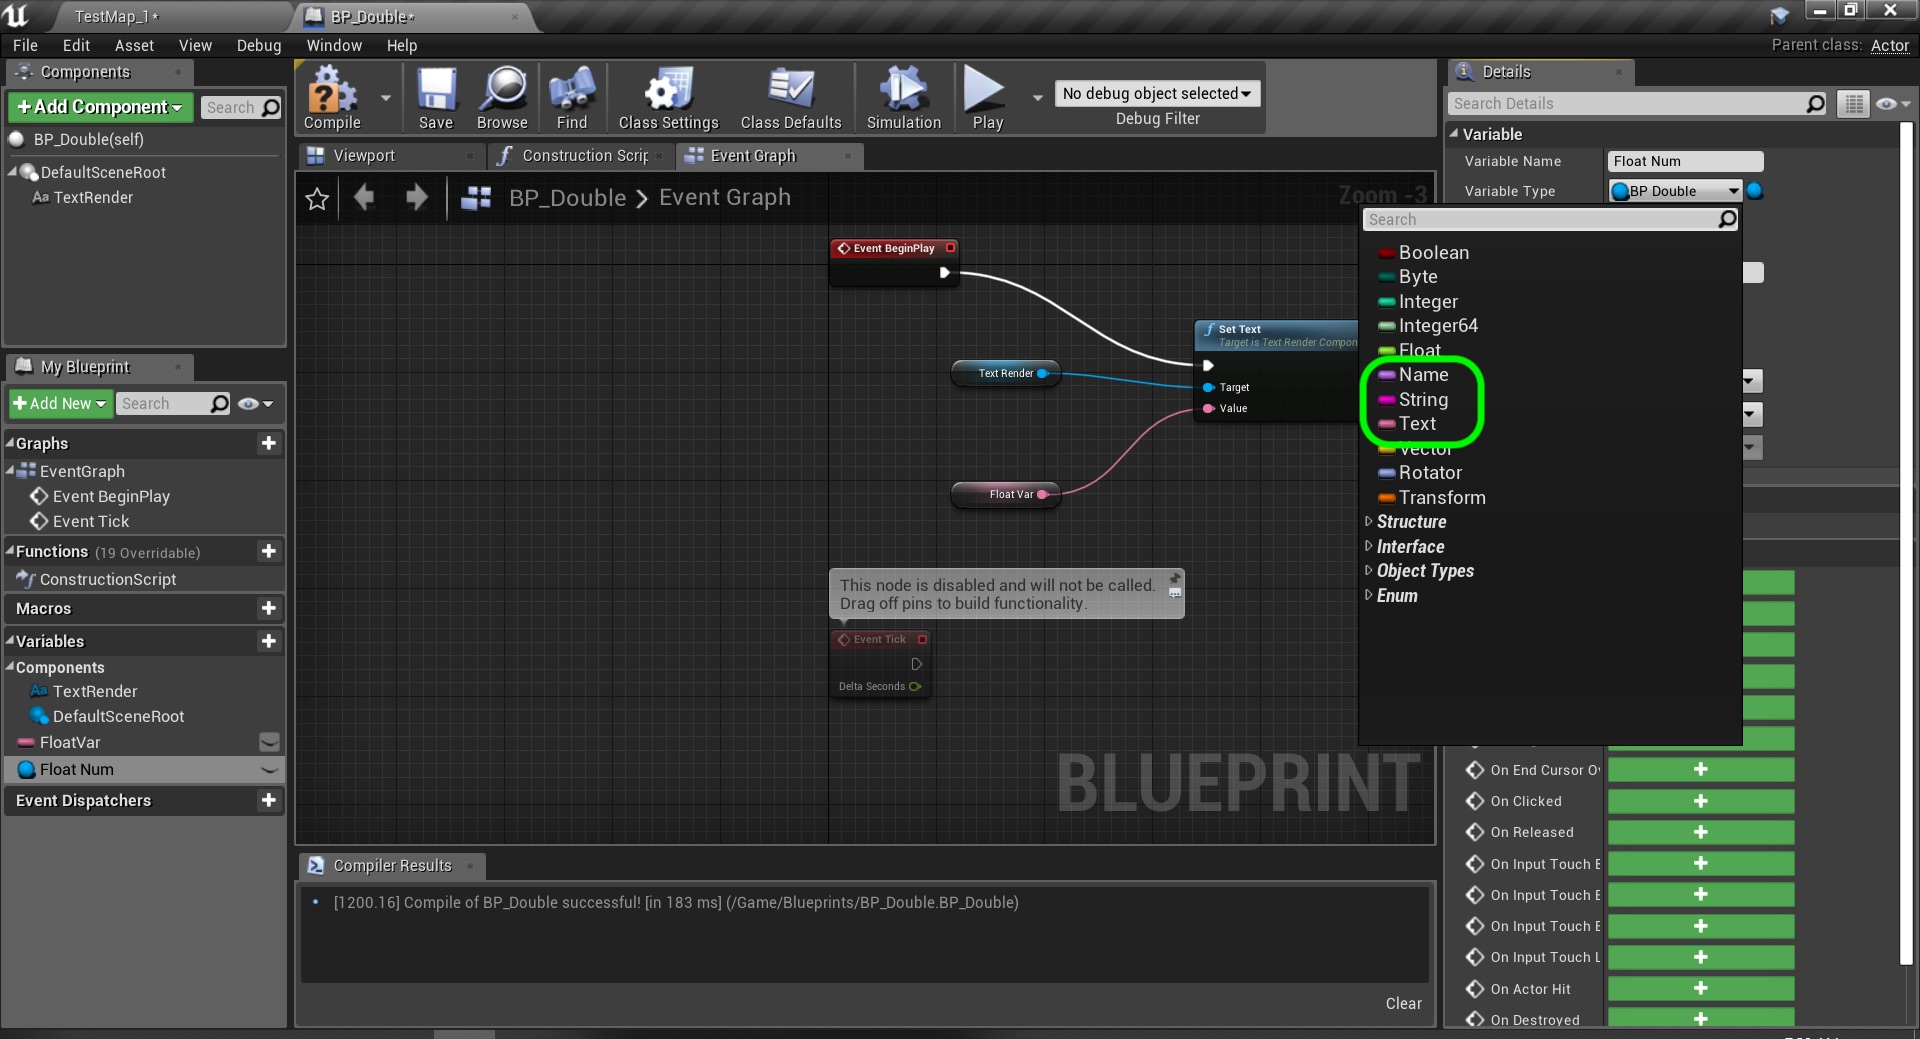 TestMap_1*
BP_Double*
File Edit Asset View Debug Window Help
Parent class: Actor
Components
Add Component
Search
BP_Double(self)
DefaultSceneRoot
Aa TextRender
Compile
Save
Browse
Find
Class Settings
Class Defaults
Simulation
Play
No debug object selected
Debug Filter
Viewport
Construction Scrip
Event Graph
BP_Double > Event Graph
Zoom -3
Event BeginPlay
Set Text
Target is Text Render Compon
Target
Value
Text Render
Float Var
This node is disabled and will not be called.
Drag off pins to build functionality.
Event Tick
Delta Seconds
BLUEPRINT
My Blueprint
Add New
Search
Graphs
EventGraph
Event BeginPlay
Event Tick
Functions (19 Overridable)
ConstructionScript
Macros
Variables
Components
Aa TextRender
DefaultSceneRoot
FloatVar
Float Num
Event Dispatchers
Compiler Results
[1200.16] Compile of BP_Double successful! [in 183 ms] (/Game/Blueprints/BP_Double.BP_Double)
Clear
Details
Search Details
Variable
Variable Name Float Num
Variable Type BP Double
Search
Boolean
Byte
Integer
Integer64
Float
Name
String
Text
Vector
Rotator
Transform
Structure
Interface
Object Types
Enum
On End Cursor O
On Clicked
On Released
On Input Touch E
On Input Touch E
On Input Touch E
On Input Touch L
On Actor Hit
On Destroyed